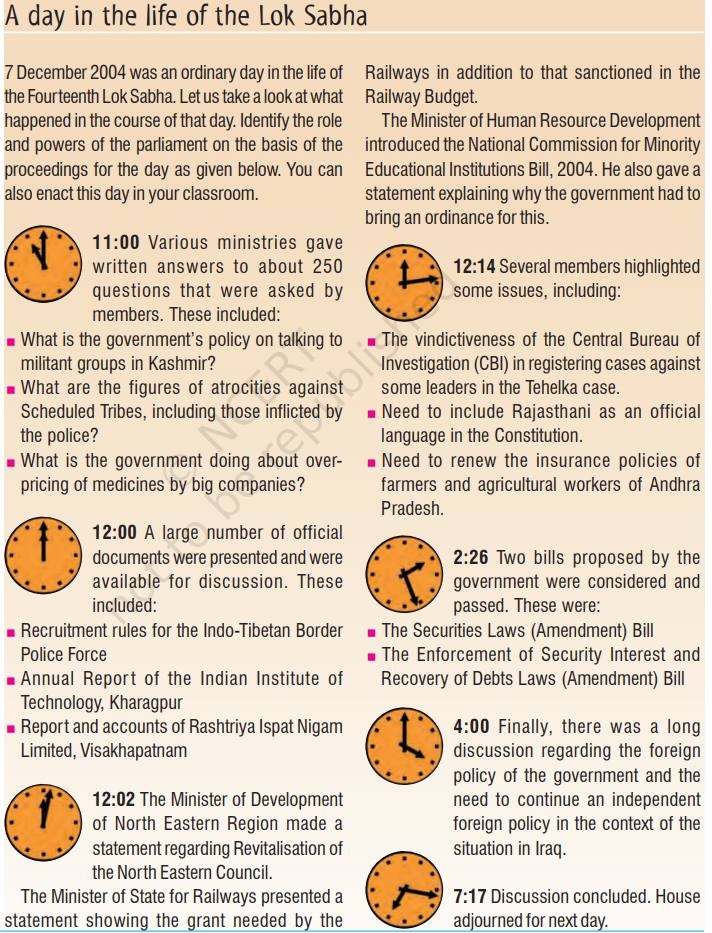 A day in the life of the Lok Sabha
7 December 2004 was an ordinary day in the life of
the Fourteenth Lok Sabha. Let us take a look at what
happened in the course of that day. Identify the role
and powers of the parliament on the basis of the
proceedings for the day as given below. You can
also enact this day in your classroom.
11:00 Various ministries gave
written answers to about 250
questions that were asked by
members. These included:
What is the government's policy on talking to
militant groups in Kashmir?
What are the figures of atrocities against
Scheduled Tribes, including those inflicted by
the police?
What is the government doing about over-
pricing of medicines by big companies?
12:00 A large number of official
documents were presented and were
available for discussion. These
included:
Recruitment rules for the Indo-Tibetan Border
Police Force
Annual Report of the Indian Institute of
Technology, Kharagpur
Report and accounts of Rashtriya Ispat Nigam
Limited, Visakhapatnam
12:02 The Minister of Development
of North Eastern Region made a
statement regarding Revitalisation of
the North Eastern Council.
The Minister of State for Railways presented a
statement showing the grant needed by the
Railways in addition to that sanctioned in the
Railway Budget.
The Minister of Human Resource Development
introduced the National Commission for Minority
Educational Institutions Bill, 2004. He also gave a
statement explaining why the government had to
bring an ordinance for this.
12:14 Several members highlighted
some issues, including:
The vindictiveness of the Central Bureau of
Investigation (CBI) in registering cases against
some leaders in the Tehelka case.
Need to include Rajasthani as an official
language in the Constitution.
Need to renew the insurance policies of
farmers and agricultural workers of Andhra
Pradesh.
2:26 Two bills proposed by the
government were considered and
passed. These were:
The Securities Laws (Amendment) Bill
The Enforcement of Security Interest and
Recovery of Debts Laws (Amendment) Bill
4:00 Finally, there was a long
discussion regarding the foreign
policy of the government and the
need to continue an independent
foreign policy in the context of the
situation in Iraq.
7:17 Discussion concluded. House
adjourned for next day.
© NCERT
not to be republished